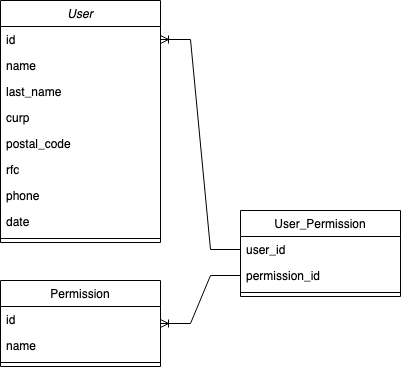 User
id
name
last_name
curp
postal_code
rfc
phone
date
User_Permission
user_id
permission_id
Permission
id
name